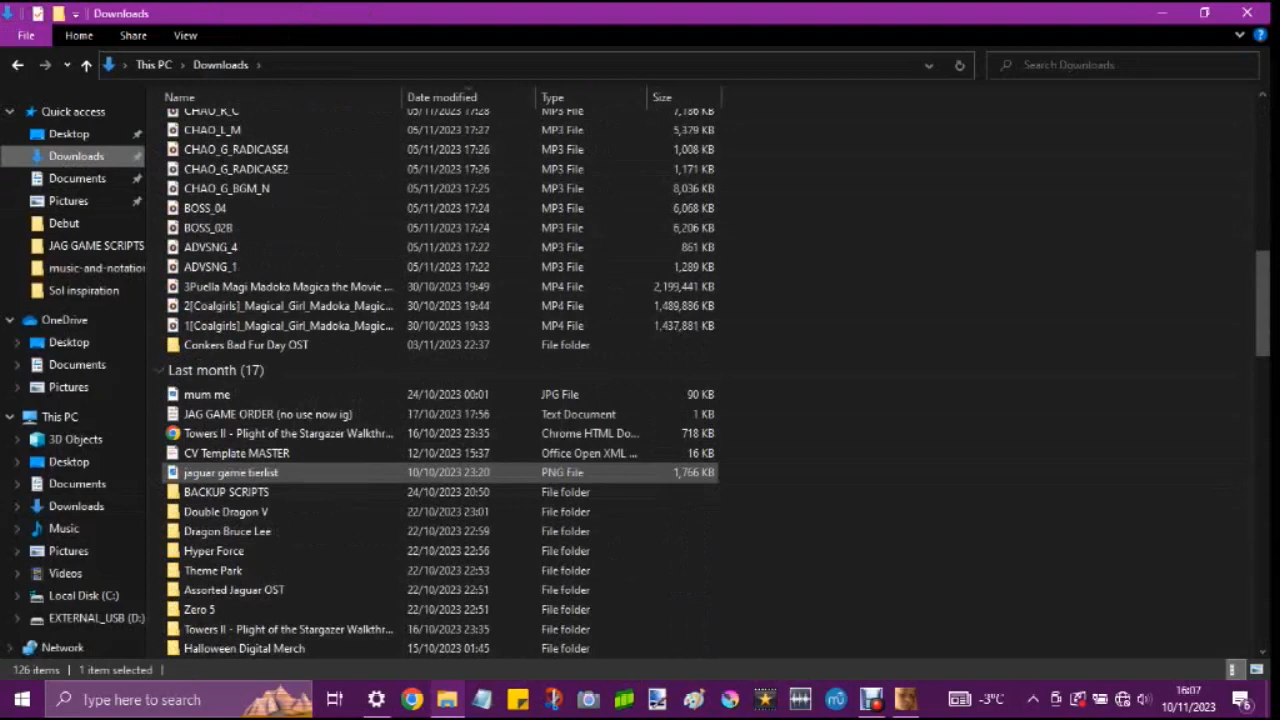 Downloads
File Home Share View
This PC Downloads
Search Downloads
Name Date modified Type Size
Quick access
Desktop
Downloads
Documents
Pictures
Debut
JAG GAME SCRIPTS
music-and-notation
Sol inspiration
OneDrive
Desktop
Documents
Pictures
This PC
3D Objects
Desktop
Documents
Downloads
Music
Pictures
Videos
Local Disk (C:)
EXTERNAL_USB (D:)
Network
CHAO_K_C 05/11/2023 17:28 MP3 File 7,186 KB
CHAO_L_M 05/11/2023 17:27 MP3 File 5,379 KB
CHAO_G_RADICASE4 05/11/2023 17:26 MP3 File 1,008 KB
CHAO_G_RADICASE2 05/11/2023 17:26 MP3 File 1,171 KB
CHAO_G_BGM_N 05/11/2023 17:25 MP3 File 8,036 KB
BOSS_04 05/11/2023 17:24 MP3 File 6,068 KB
BOSS_02B 05/11/2023 17:24 MP3 File 6,206 KB
ADVSNG_4 05/11/2023 17:22 MP3 File 861 KB
ADVSNG_1 05/11/2023 17:22 MP3 File 1,289 KB
3Puella Magi Madoka Magica the Movie ... 30/10/2023 19:49 MP4 File 2,199,441 KB
2[Coalgirls]_Magical_Girl_Madoka_Magic... 30/10/2023 19:44 MP4 File 1,489,886 KB
1[Coalgirls]_Magical_Girl_Madoka_Magic... 30/10/2023 19:33 MP4 File 1,437,881 KB
Conkers Bad Fur Day OST 03/11/2023 22:37 File folder
Last month (17)
mum me 24/10/2023 00:01 JPG File 90 KB
JAG GAME ORDER (no use now ig) 17/10/2023 17:56 Text Document 1 KB
Towers II - Plight of the Stargazer Walkthr... 16/10/2023 23:35 Chrome HTML Do... 718 KB
CV Template MASTER 12/10/2023 15:37 Office Open XML ... 16 KB
jaguar game tierlist 10/10/2023 23:20 PNG File 1,766 KB
BACKUP SCRIPTS 24/10/2023 20:50 File folder
Double Dragon V 22/10/2023 23:01 File folder
Dragon Bruce Lee 22/10/2023 22:59 File folder
Hyper Force 22/10/2023 22:56 File folder
Theme Park 22/10/2023 22:53 File folder
Assorted Jaguar OST 22/10/2023 22:51 File folder
Zero 5 22/10/2023 22:51 File folder
Towers II - Plight of the Stargazer Walkthr... 16/10/2023 23:35 File folder
Halloween Digital Merch 15/10/2023 01:45 File folder
126 items 1 item selected
Type here to search
-3°C
16:07
10/11/2023
6